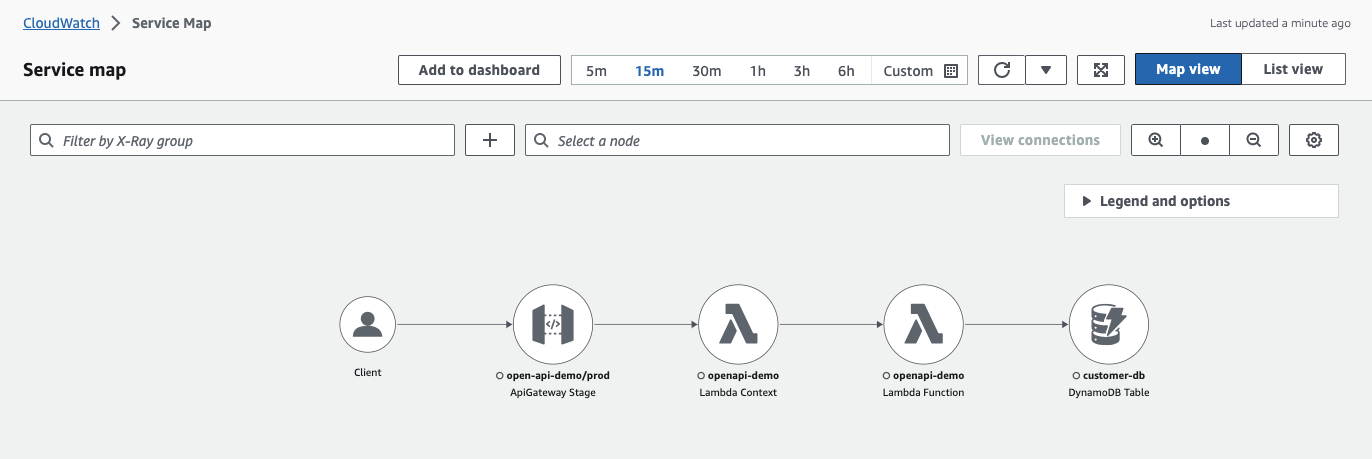 CloudWatch > Service Map
Last updated a minute ago
Service map
Add to dashboard
5m 15m 30m 1h 3h 6h Custom
Map view
List view
Filter by X-Ray group
Select a node
View connections
Legend and options
</>
Client
open-api-demo/prod
ApiGateway Stage
openapi-demo
Lambda Context
openapi-demo
Lambda Function
customer-db
DynamoDB Table